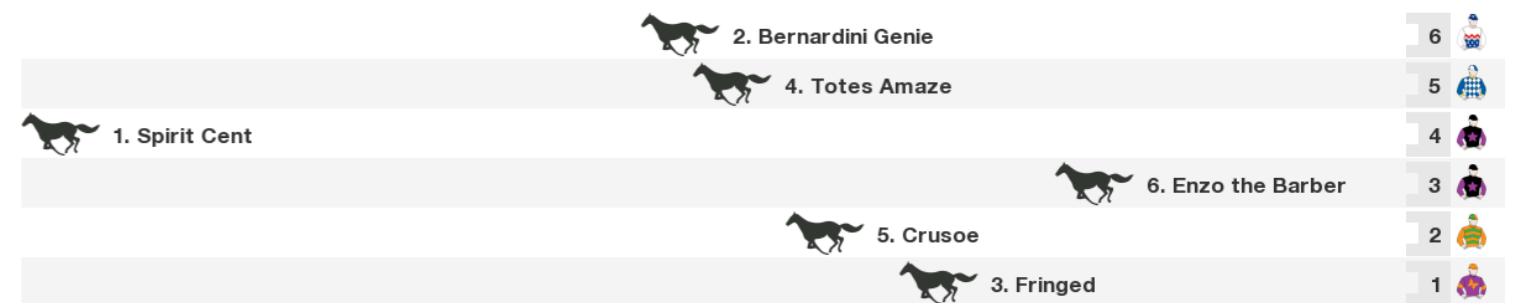 2. Bernardini Genie 6
4. Totes Amaze 5
1. Spirit Cent 4
6. Enzo the Barber 3
5. Crusoe 2
3. Fringed 1